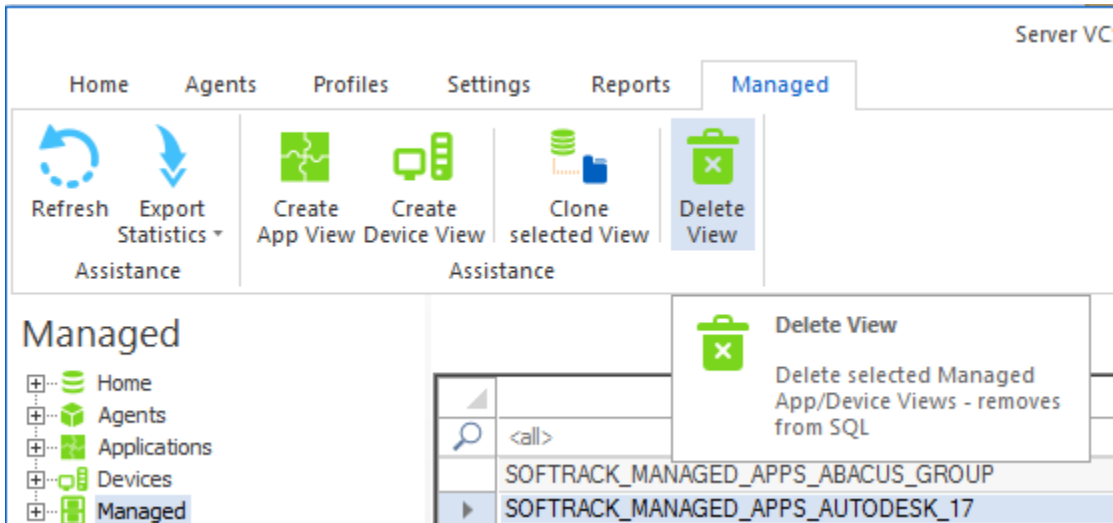 Server VC
Home Agents Profiles Settings Reports Managed
Refresh Export Statistics Create App View Create Device View Clone selected View Delete View
Assistance Assistance
Managed
Home
Agents
Applications
Devices
Managed
Delete View
Delete selected Managed
App/Device Views - removes
from SQL
<all>
SOFTRACK_MANAGED_APPS_ABACUS_GROUP
SOFTRACK_MANAGED_APPS_AUTODESK_17